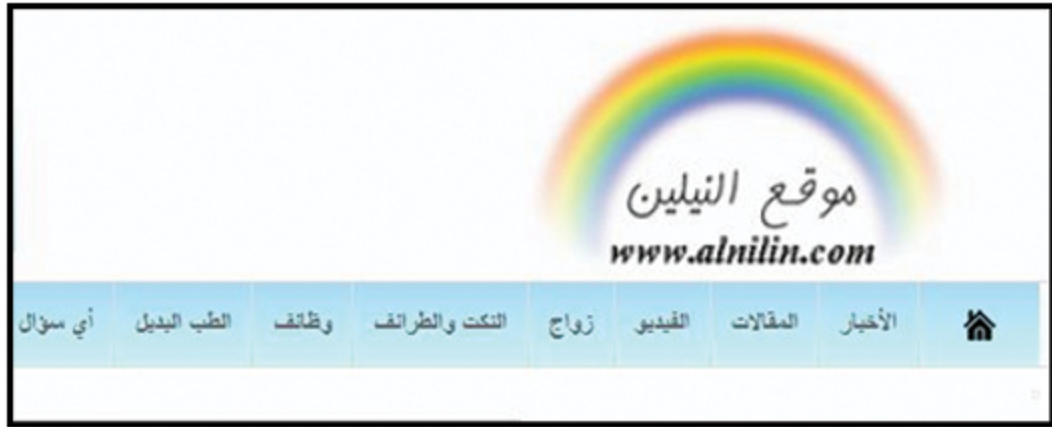 موقع النيلين
www.alnilin.com
الأخبار المقالات الفيديو زواج النكت والطرائف وظائف الطب البديل أي سؤال